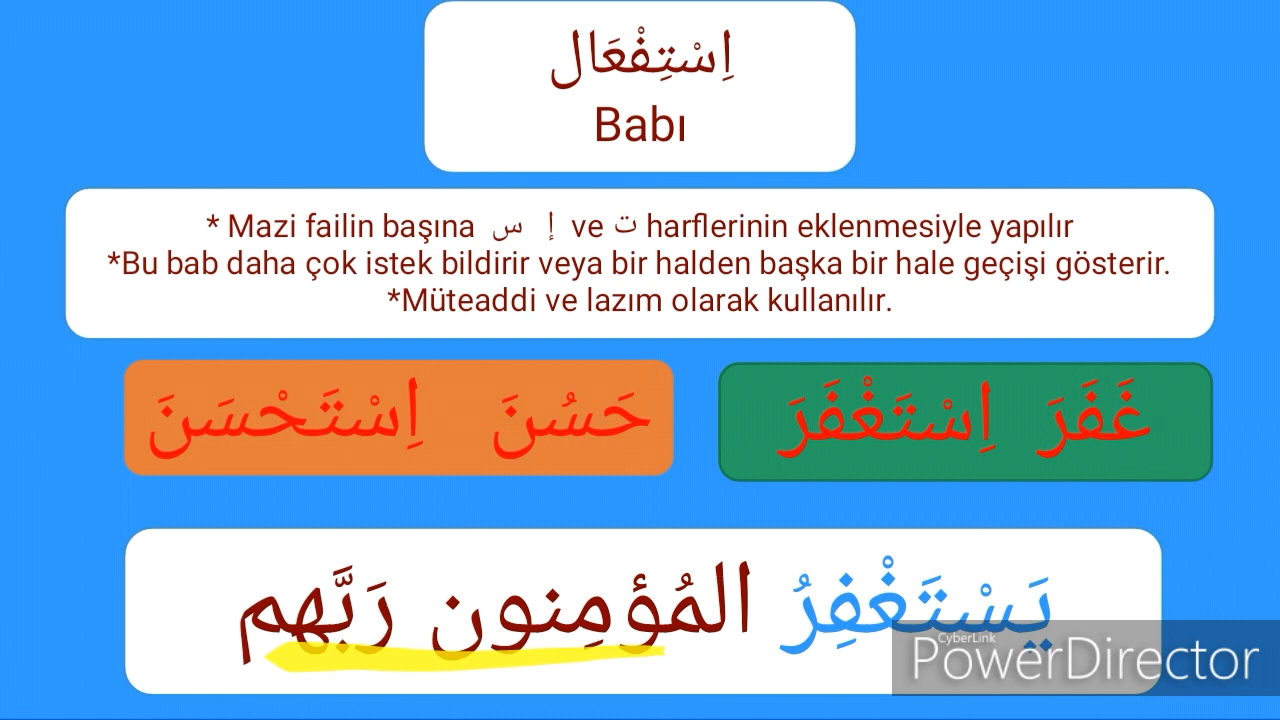 اِسْتِفْعَال
Babı
* Mazi failin başına إ س ve ت harflerinin eklenmesiyle yapılır
*Bu bab daha çok istek bildirir veya bir halden başka bir hale geçişi gösterir.
*Müteaddi ve lazım olarak kullanılır.
غَفَرَ اِسْتَغْفَرَ
حَسُنَ اِسْتَحْسَنَ
يَسْتَغْفِرُ المُؤمِنون رَبَّهم
CyberLink
PowerDirector